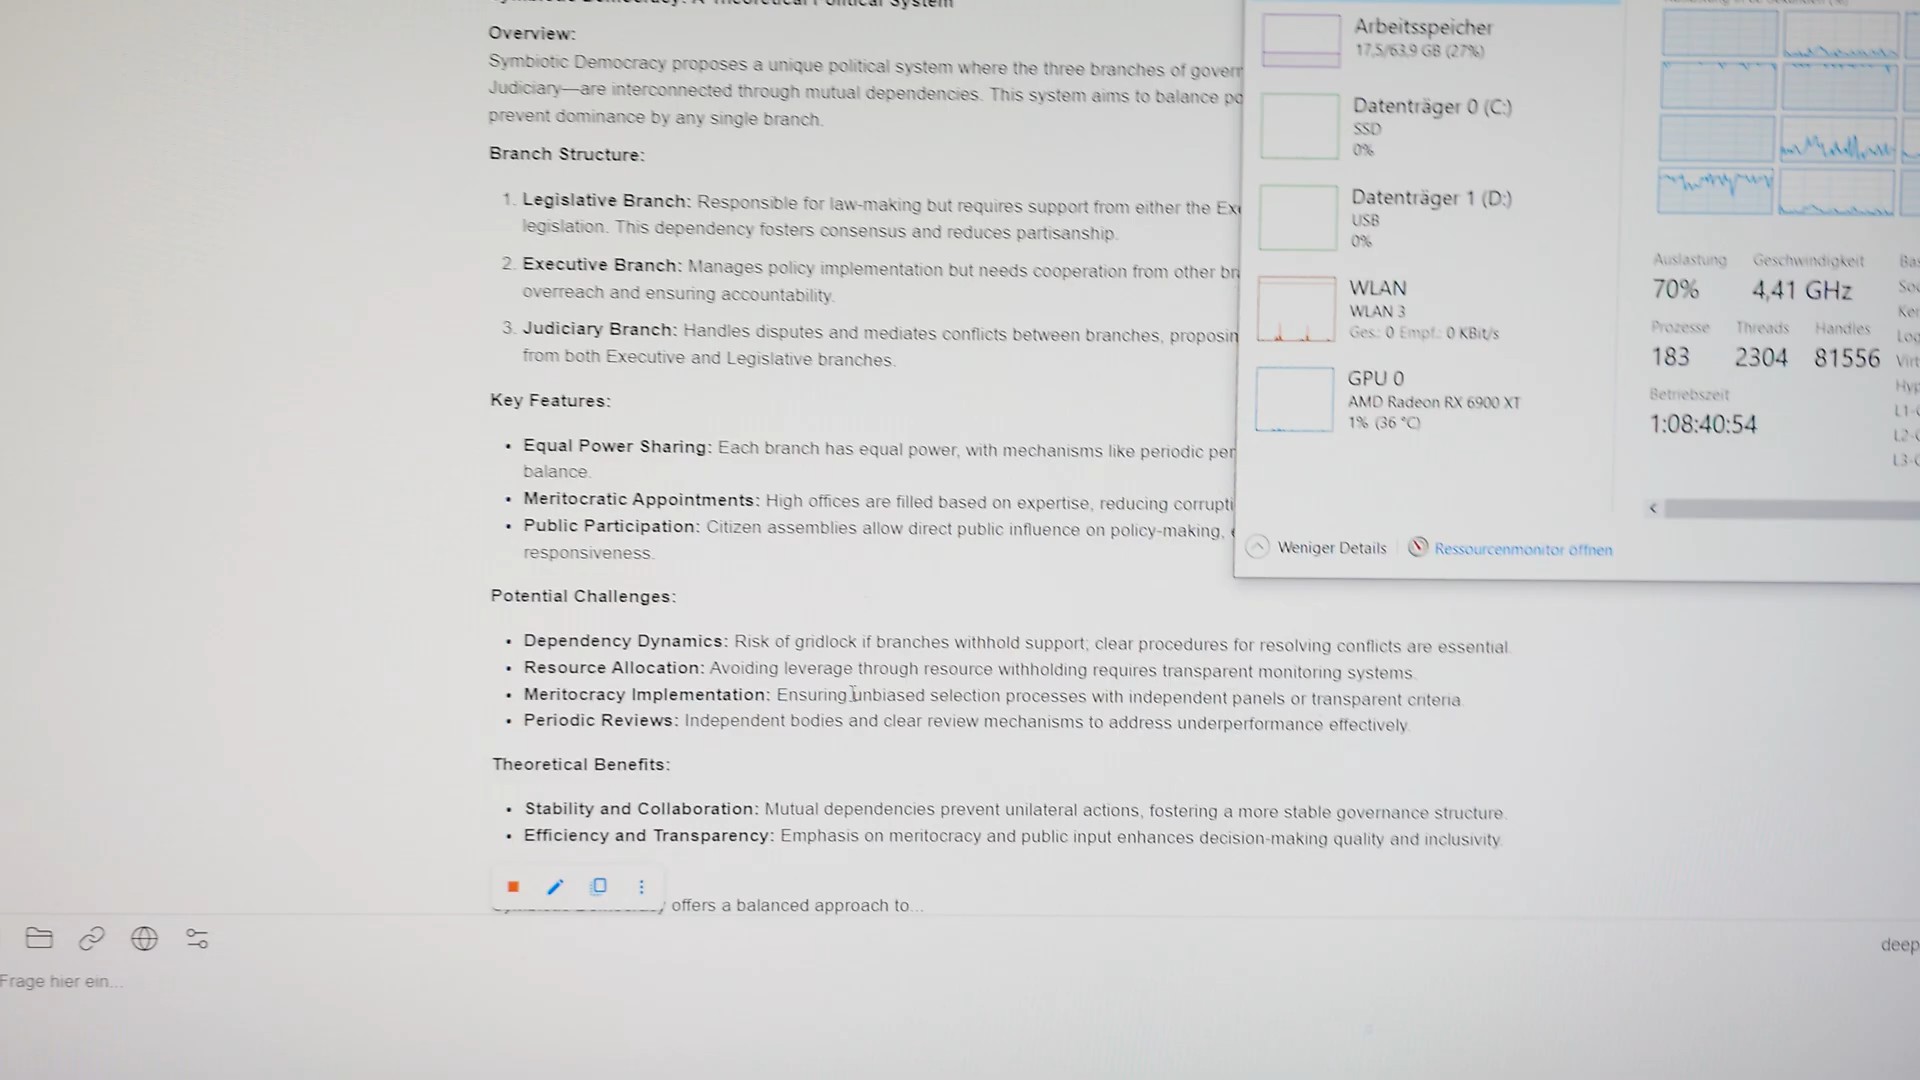 Overview:
Symbiotic Democracy proposes a unique political system where the three branches of
Judiciary—are interconnected through mutual dependencies. This system aims to balance
prevent dominance by any single branch.
Branch Structure:
1. Legislative Branch: Responsible for law-making but requires support from either the
legislation. This dependency fosters consensus and reduces partisanship.
2. Executive Branch: Manages policy implementation but needs cooperation from other
overreach and ensuring accountability.
3. Judiciary Branch: Handles disputes and mediates conflicts between branches,
from both Executive and Legislative branches.
Key Features:
• Equal Power Sharing: Each branch has equal power, with mechanisms like periodic
balance.
• Meritocratic Appointments: High offices are filled based on expertise, reducing
• Public Participation: Citizen assemblies allow direct public influence on policy-making,
responsiveness.
Potential Challenges:
• Dependency Dynamics: Risk of gridlock if branches withhold support; clear procedures for resolving conflicts are essential.
• Resource Allocation: Avoiding leverage through resource withholding requires transparent monitoring systems.
• Meritocracy Implementation: Ensuring unbiased selection processes with independent panels or transparent criteria.
• Periodic Reviews: Independent bodies and clear review mechanisms to address underperformance effectively.
Theoretical Benefits:
• Stability and Collaboration: Mutual dependencies prevent unilateral actions, fostering a more stable governance structure.
• Efficiency and Transparency: Emphasis on meritocracy and public input enhances decision-making quality and inclusivity.
offers a balanced approach to...
deep
Frage hier ein...
Arbeitsspeicher
17,5/63,9 GB (27%)
Datenträger 0 (C:)
SSD
0%
Datenträger 1 (D:)
USB
0%
WLAN
WLAN 3
Ges.: 0 Empf.: 0 KBit/s
GPU 0
AMD Radeon RX 6900 XT
1% (36 °C)
Auslastung Geschwindigkeit
70% 4,41 GHz
Prozesse Threads Handles
183 2304 81556
Betriebszeit
1:08:40:54
Weniger Details
Ressourcenmonitor öffnen